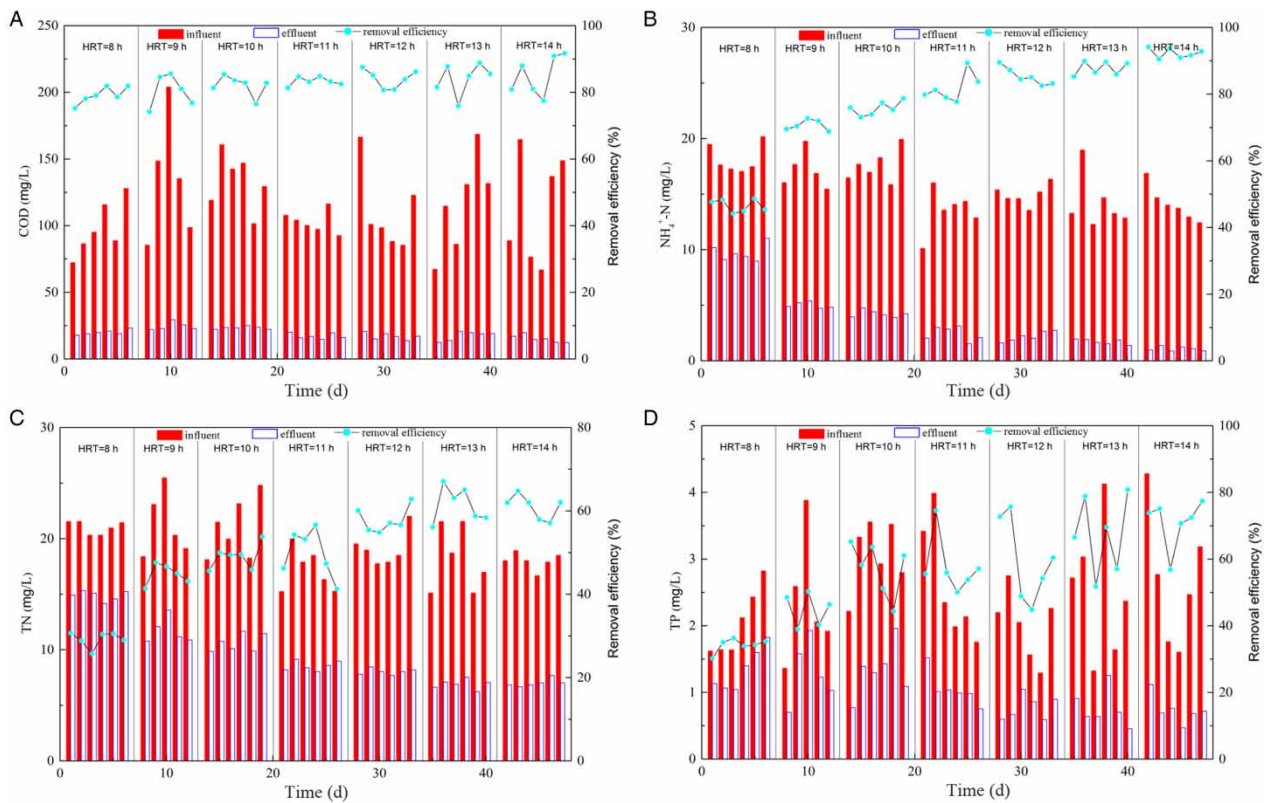 A
influent effluent removal efficiency
HRT=8 h HRT=9 h HRT=10 h HRT=11 h HRT=12 h HRT=13 h HRT=14 h
250
200
150
100
50
0
COD (mg/L)
100
80
60
40
20
0
Removal efficiency (%)
0 10 20 30 40
Time (d)
B
influent effluent removal efficiency
HRT=8 h HRT=9 h HRT=10 h HRT=11 h HRT=12 h HRT=13 h HRT=14 h
30
20
10
0
NH₄⁺-N (mg/L)
100
80
60
40
20
0
Removal efficiency (%)
0 10 20 30 40
Time (d)
C
influent effluent removal efficiency
HRT=8 h HRT=9 h HRT=10 h HRT=11 h HRT=12 h HRT=13 h HRT=14 h
30
20
10
0
TN (mg/L)
80
60
40
20
0
Removal efficiency (%)
0 10 20 30 40
Time (d)
D
influent effluent removal efficiency
HRT=8 h HRT=9 h HRT=10 h HRT=11 h HRT=12 h HRT=13 h HRT=14 h
5
4
3
2
1
0
TP (mg/L)
100
80
60
40
20
0
Removal efficiency (%)
0 10 20 30 40
Time (d)